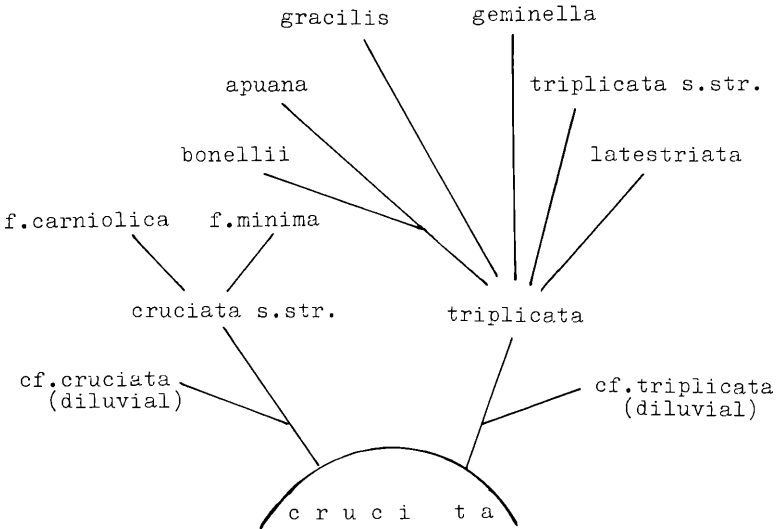 gracilis
geminella
apuana
triplicata s.str.
bonellii
latestriata
f.carniolica
f.minima
cruciata s.str.
triplicata
cf.cruciata
(diluvial)
cf.triplicata
(diluvial)
c r u c i t a